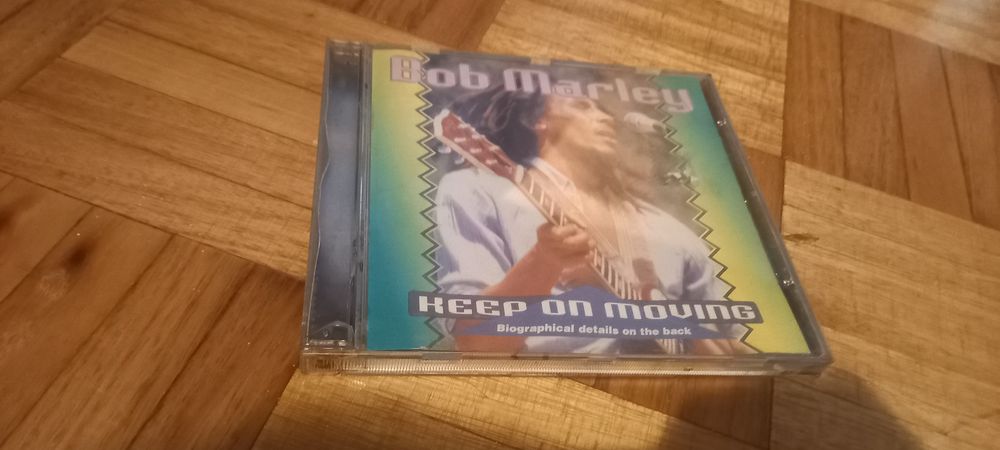 Bob Marley
KEEP ON MOVING
Biographical details on the back